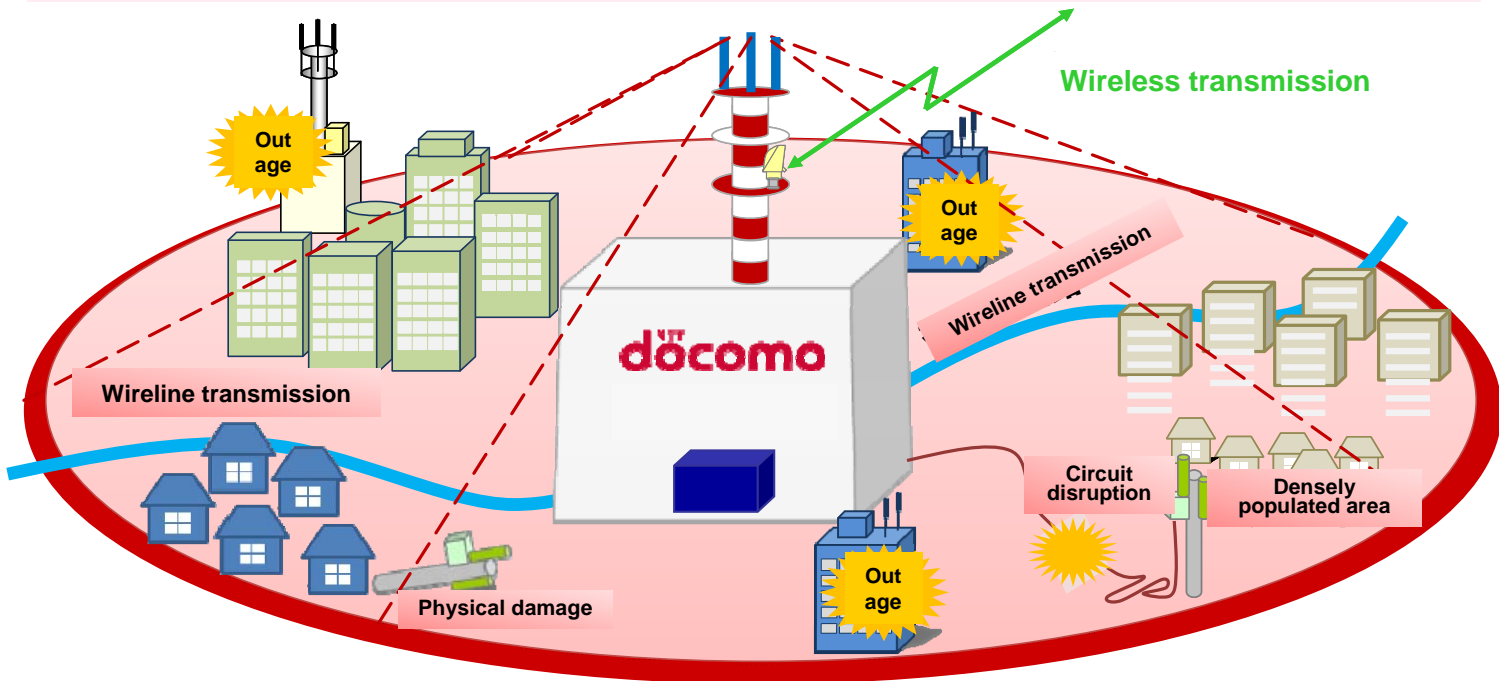 Wireless transmission
Out
age
Out
age
Wireline transmission
NTT
döcomo
Wireline transmission
Circuit
disruption
Densely
populated area
Physical damage
Out
age